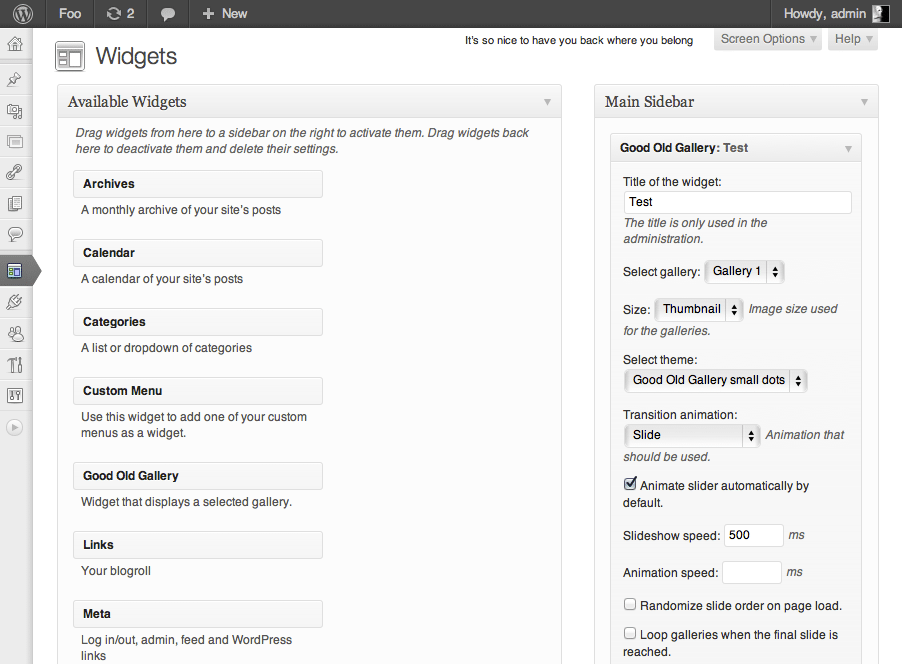 Foo 2 New Howdy, admin
It's so nice to have you back where you belong Screen Options Help
Widgets
Available Widgets
Drag widgets from here to a sidebar on the right to activate them. Drag widgets back
here to deactivate them and delete their settings.
Archives
A monthly archive of your site's posts
Calendar
A calendar of your site's posts
Categories
A list or dropdown of categories
Custom Menu
Use this widget to add one of your custom
menus as a widget.
Good Old Gallery
Widget that displays a selected gallery.
Links
Your blogroll
Meta
Log in/out, admin, feed and WordPress
links
Main Sidebar
Good Old Gallery: Test
Title of the widget:
Test
The title is only used in the
administration.
Select gallery: Gallery 1
Size: Thumbnail Image size used
for the galleries.
Select theme:
Good Old Gallery small dots
Transition animation:
Slide Animation that
should be used.
Animate slider automatically by
default.
Slideshow speed: 500 ms
Animation speed: ms
Randomize slide order on page load.
Loop galleries when the final slide is
reached.